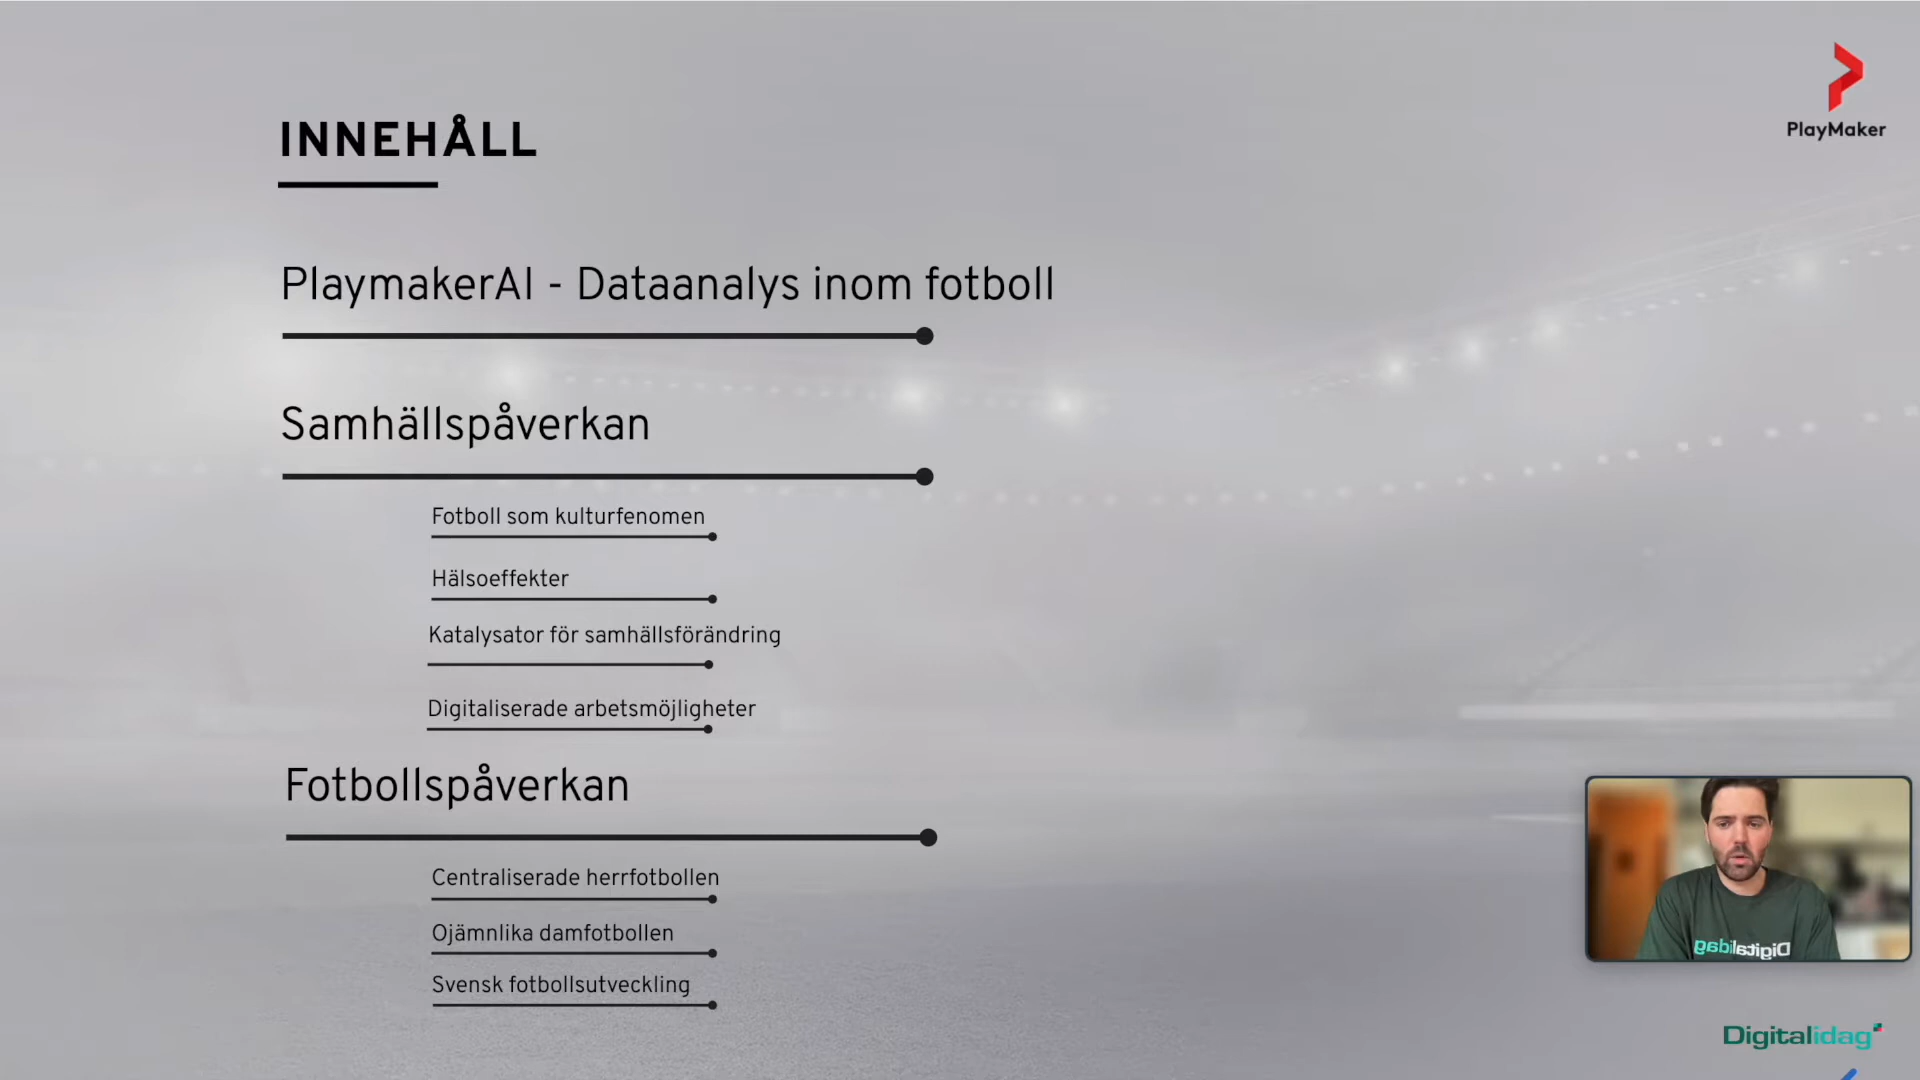 PlayMaker
INNEHÅLL
PlaymakerAI - Dataanalys inom fotboll
Samhällspåverkan
Fotboll som kulturfenomen
Hälsoeffekter
Katalysator för samhällsförändring
Digitaliserade arbetsmöjligheter
Fotbollspåverkan
Centraliserade herrfotbollen
Ojämnlika damfotbollen
Svensk fotbollsutveckling
Digitalidag
Digitalidag